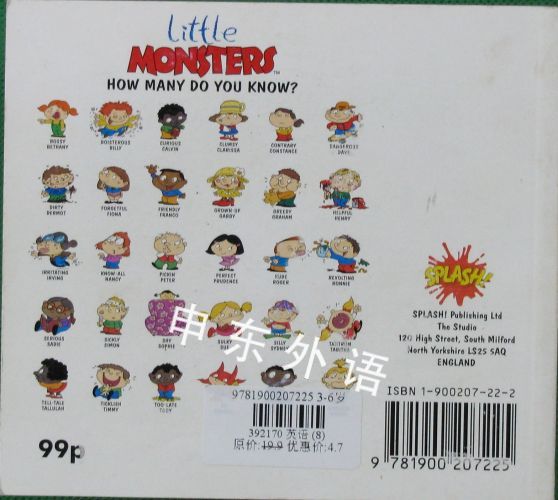 Little
MONSTERS™
HOW MANY DO YOU KNOW?
BOSSY BETHANY
BOISTEROUS BILLY
CURIOUS CALVIN
CLUMSY CLARISSA
CONTRARY CONSTANCE
DANGEROUS DAVE
DIRTY DERMOT
FORGETFUL FIONA
FRIENDLY FRANCO
GROWN-UP GABBY
GREEDY GRAHAM
HELPFUL HENRY
IRRITATING IRVING
KNOW-ALL NANCY
PICKIN PETER
PERFECT PRUDENCE
RUDE ROGER
REVOLTING RONNIE
SERIOUS SADIE
SICKLY SIMON
SHY SOPHIE
SULKY SUE
SILLY SYDNEY
TANTRUM TABITHA
TELL-TALE TALLULAH
TICKLISH TIMMY
TOO-LATE TOBY
申东外语
SPLASH!
SPLASH! Publishing Ltd
The Studio
120 High Street, South Milford
North Yorkshire LS25 5AQ
ENGLAND
99p
9781900207225 3-6岁
392170 英语 (8)
原价:19.9 优惠价:4.7
ISBN 1-900207-22-2
9 781900 207225